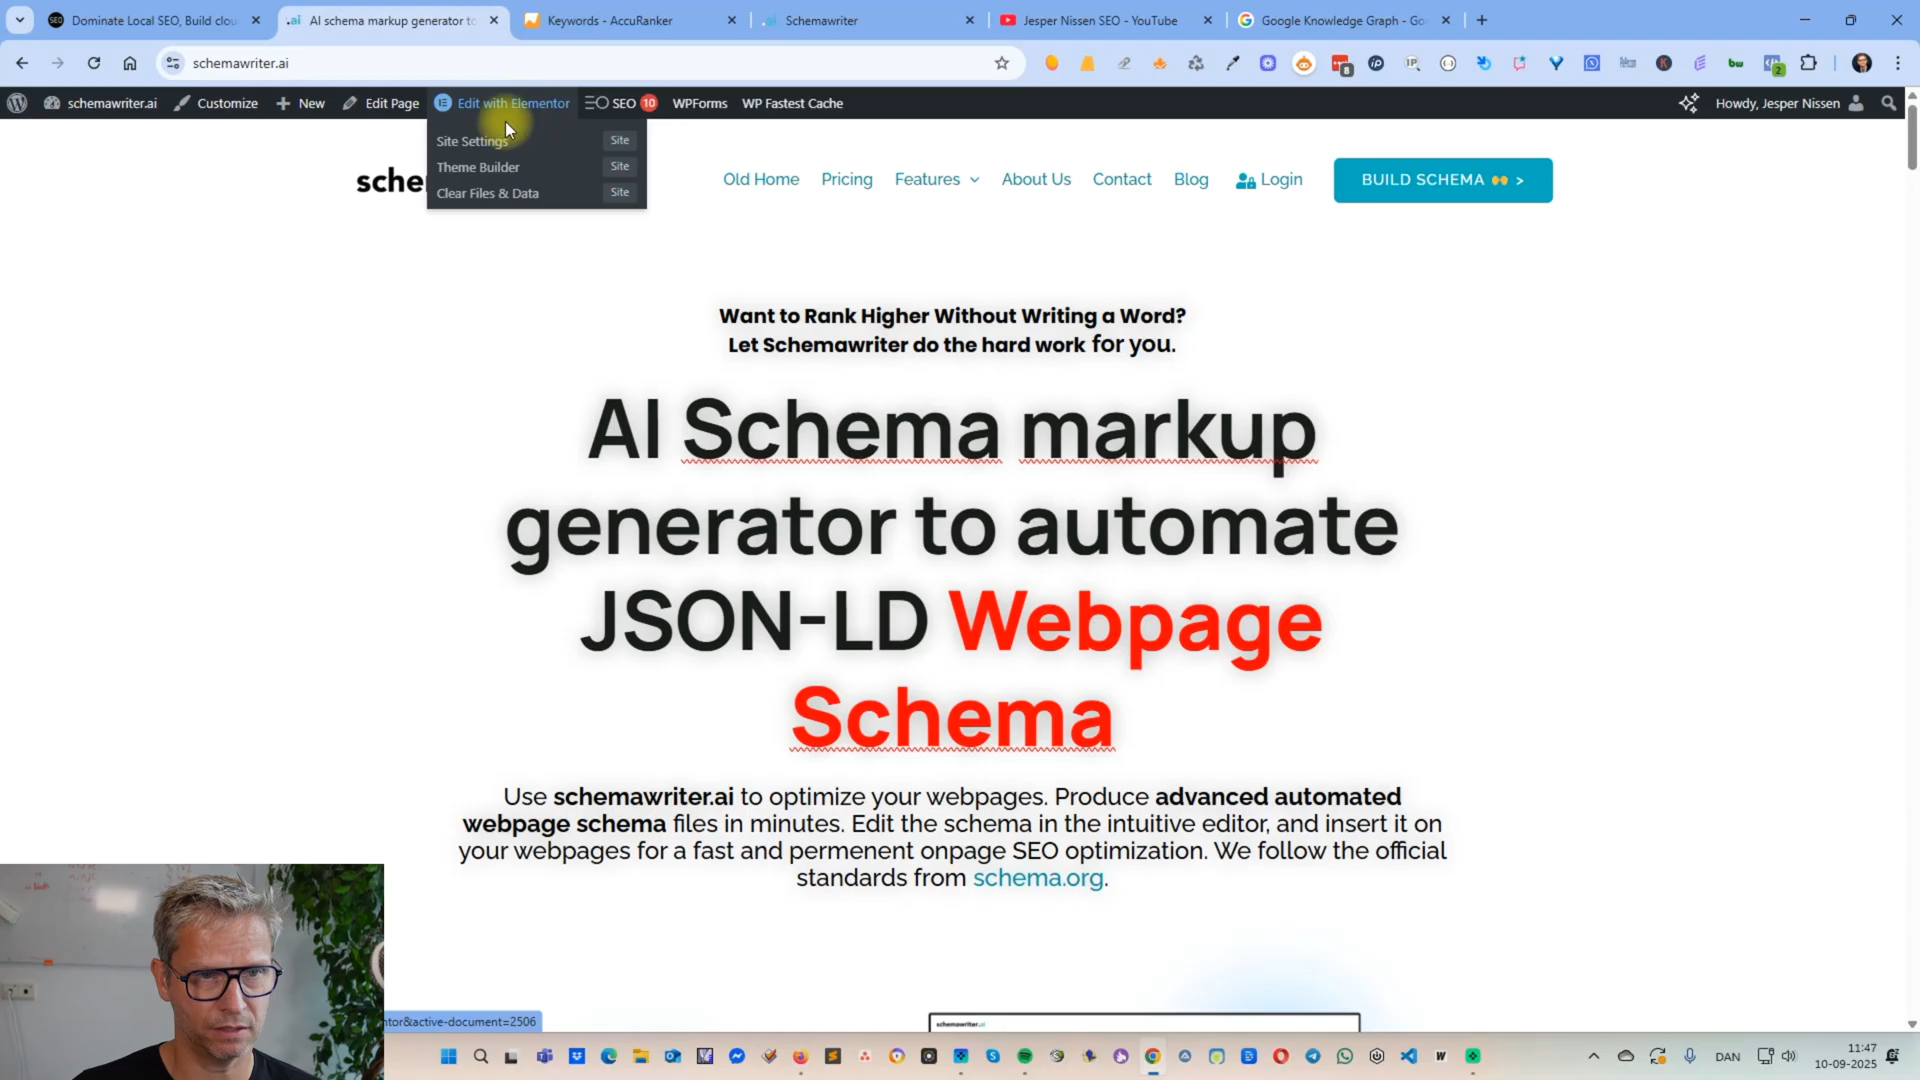 Dominate Local SEO, Build clou
AI schema markup generator to
Keywords - AccuRanker
Schemawriter
Jesper Nissen SEO - YouTube
Google Knowledge Graph - Goo
schemawriter.ai
schemawriter.ai
Customize
New
Edit Page
Edit with Elementor
SEO 10
WPForms
WP Fastest Cache
Howdy, Jesper Nissen
Site Settings Site
Theme Builder Site
Clear Files & Data Site
sche
Old Home
Pricing
Features
About Us
Contact
Blog
Login
BUILD SCHEMA >
Want to Rank Higher Without Writing a Word?
Let Schemawriter do the hard work for you.
AI Schema markup
generator to automate
JSON-LD Webpage
Schema
Use schemawriter.ai to optimize your webpages. Produce advanced automated
webpage schema files in minutes. Edit the schema in the intuitive editor, and insert it on
your webpages for a fast and permenent onpage SEO optimization. We follow the official
standards from schema.org.
schemawriter.ai
ntor&active-document=2506
DAN
11:47
10-09-2025